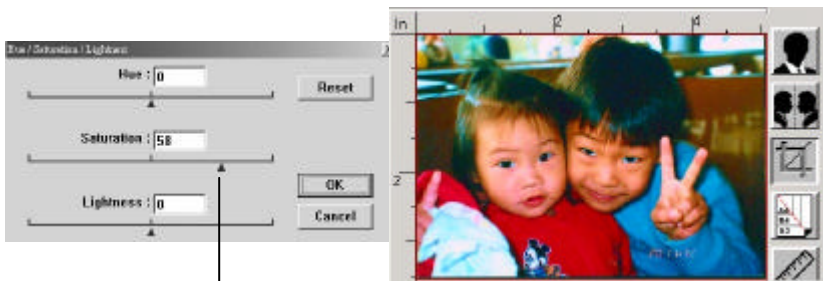 Hue / Saturation / Lightness
Hue : 0
Reset
Saturation : 58
OK
Lightness : 0
Cancel
In
2
4
2